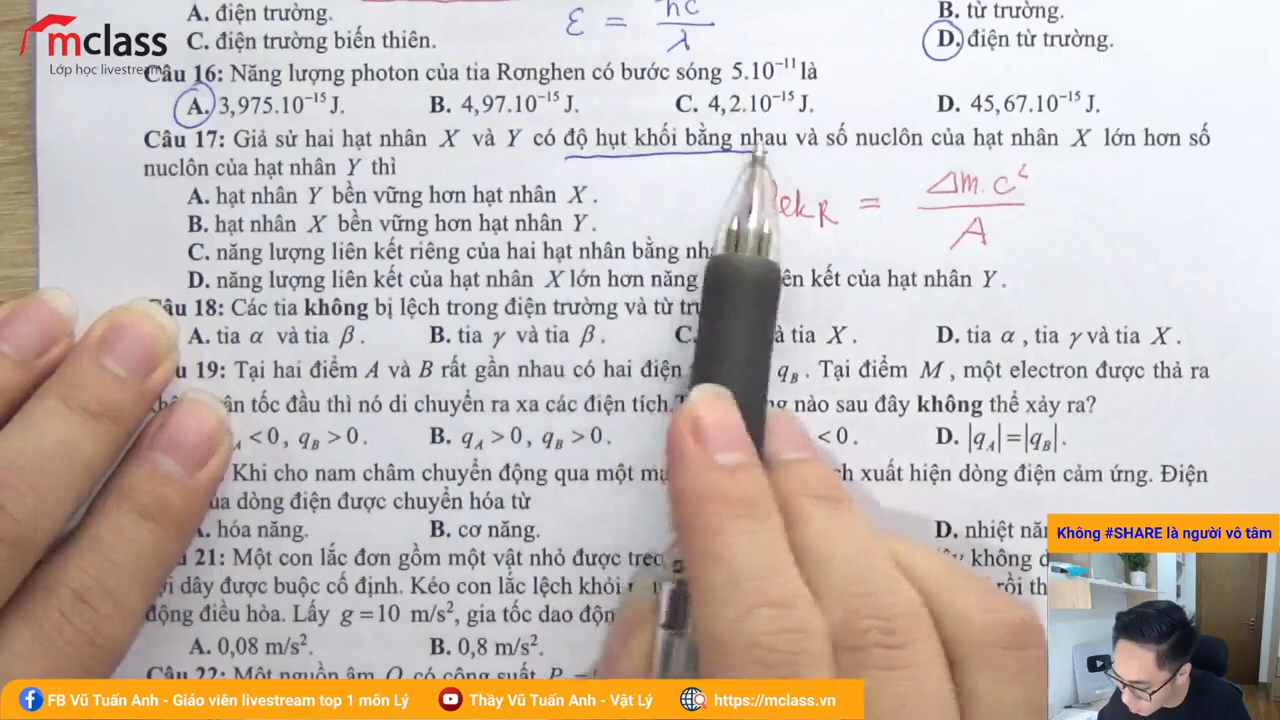 A. điện trường.
B. từ trường.
ε = hc / λ
mclass
Lớp học livestream
C. điện trường biến thiên.
D. điện từ trường.
Câu 16: Năng lượng photon của tia Rơnghen có bước sóng 5.10⁻¹¹ là
A. 3,975.10⁻¹⁵ J. B. 4,97.10⁻¹⁵ J. C. 4,2.10⁻¹⁵ J. D. 45,67.10⁻¹⁵ J.
Câu 17: Giả sử hai hạt nhân X và Y có độ hụt khối bằng nhau và số nuclôn của hạt nhân X lớn hơn số
nuclôn của hạt nhân Y thì
A. hạt nhân Y bền vững hơn hạt nhân X.
lekR = Δm.c² / A
B. hạt nhân X bền vững hơn hạt nhân Y.
C. năng lượng liên kết riêng của hai hạt nhân bằng
D. năng lượng liên kết của hạt nhân X lớn hơn năng kết của hạt nhân Y.
Câu 18: Các tia không bị lệch trong điện trường và từ
A. tia α và tia β. B. tia γ và tia β. C. tia X. D. tia α, tia γ và tia X.
19: Tại hai điểm A và B rất gần nhau có hai điện q_B. Tại điểm M, một electron được thả ra
tốc đầu thì nó di chuyển ra xa các điện tích. nào sau đây không thể xảy ra?
<0, q_B >0. B. q_A >0, q_B >0. <0. D. |q_A|=|q_B|.
Khi cho nam châm chuyển động qua một xuất hiện dòng điện cảm ứng. Điện
dòng điện được chuyển hóa từ
hóa năng. B. cơ năng. D. nhiệt
Không #SHARE là người vô tâm
21: Một con lắc đơn gồm một vật nhỏ được treo không
dây được buộc cố định. Kéo con lắc lệch khỏi rồi
động điều hòa. Lấy g=10 m/s², gia tốc dao
A. 0,08 m/s². B. 0,8 m/s².
Câu 22: Một nguồn âm O có công suất P
FB Vũ Tuấn Anh - Giáo viên livestream top 1 môn Lý
Thầy Vũ Tuấn Anh - Vật Lý
https://mclass.vn